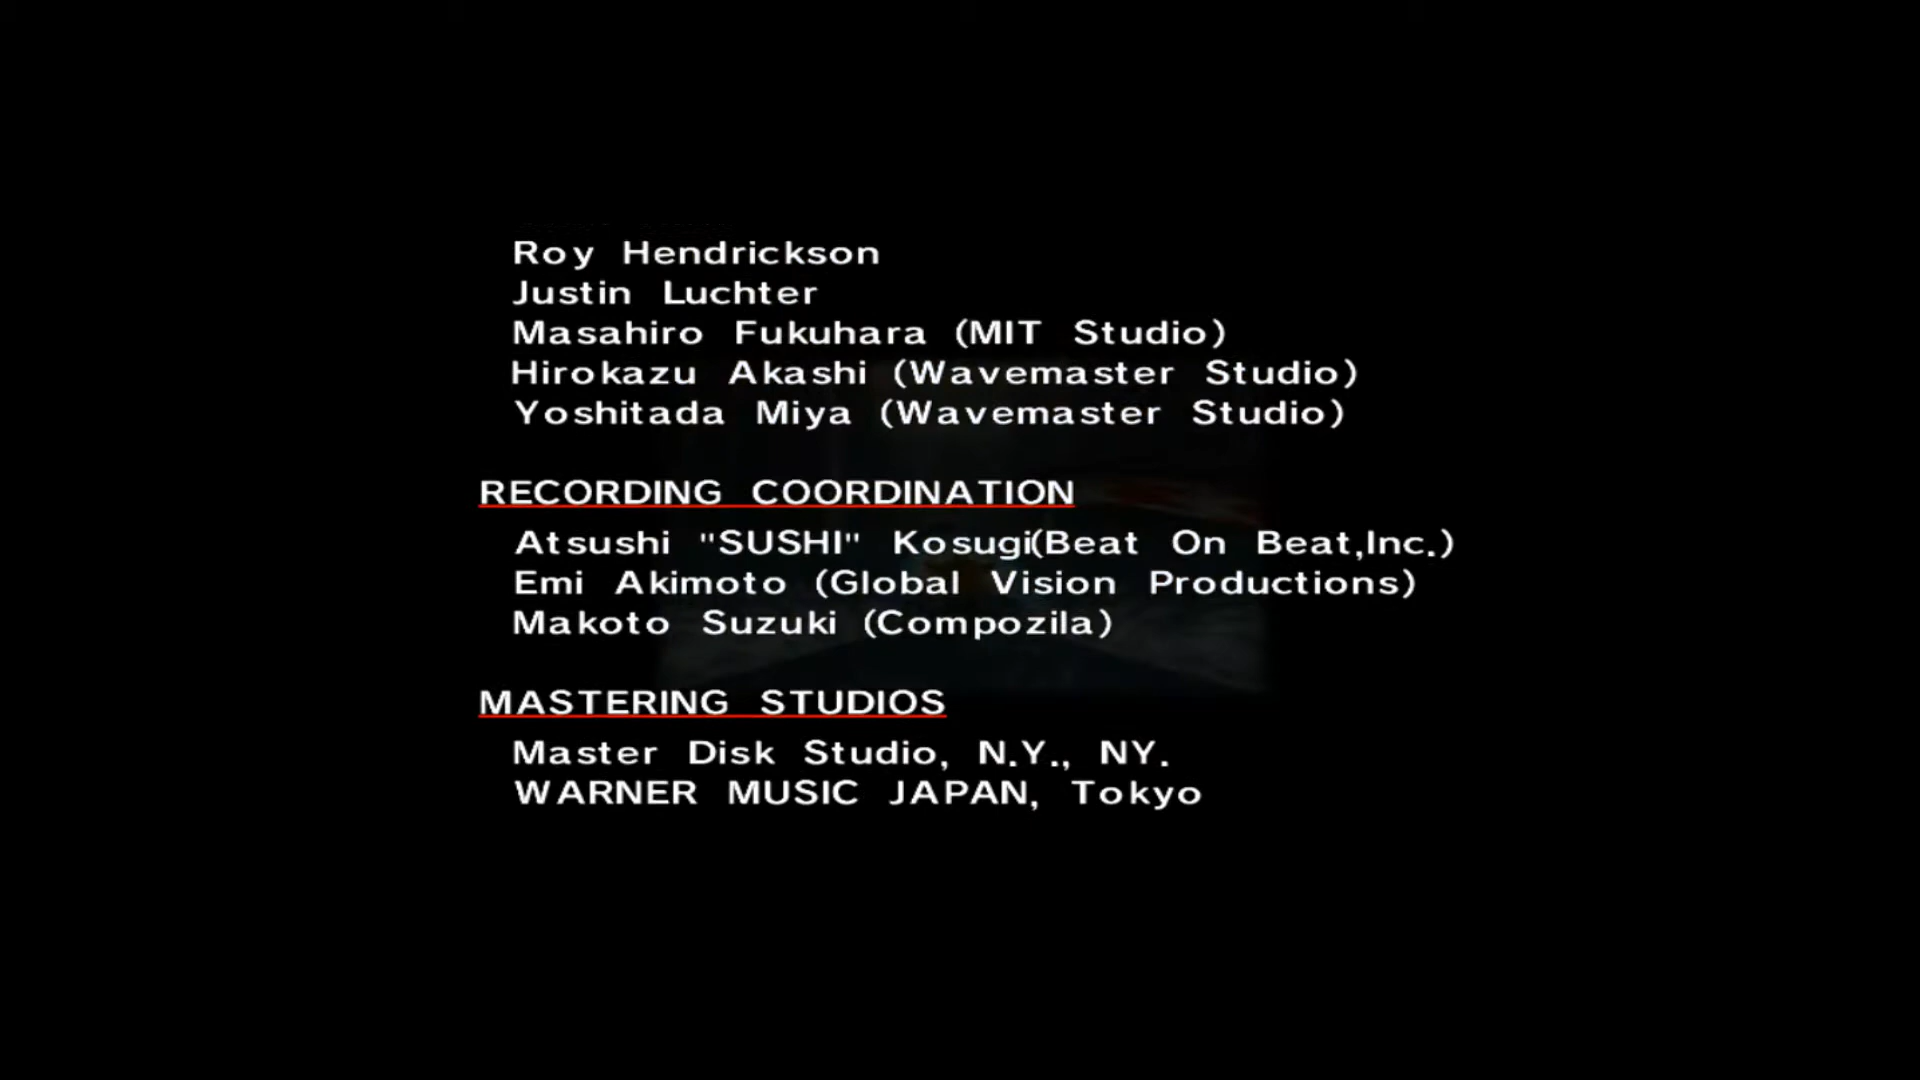 Roy Hendrickson
Justin Luchter
Masahiro Fukuhara (MIT Studio)
Hirokazu Akashi (Wavemaster Studio)
Yoshitada Miya (Wavemaster Studio)
RECORDING COORDINATION
Atsushi "SUSHI" Kosugi(Beat On Beat,Inc.)
Emi Akimoto (Global Vision Productions)
Makoto Suzuki (Compozila)
MASTERING STUDIOS
Master Disk Studio, N.Y., NY.
WARNER MUSIC JAPAN, Tokyo